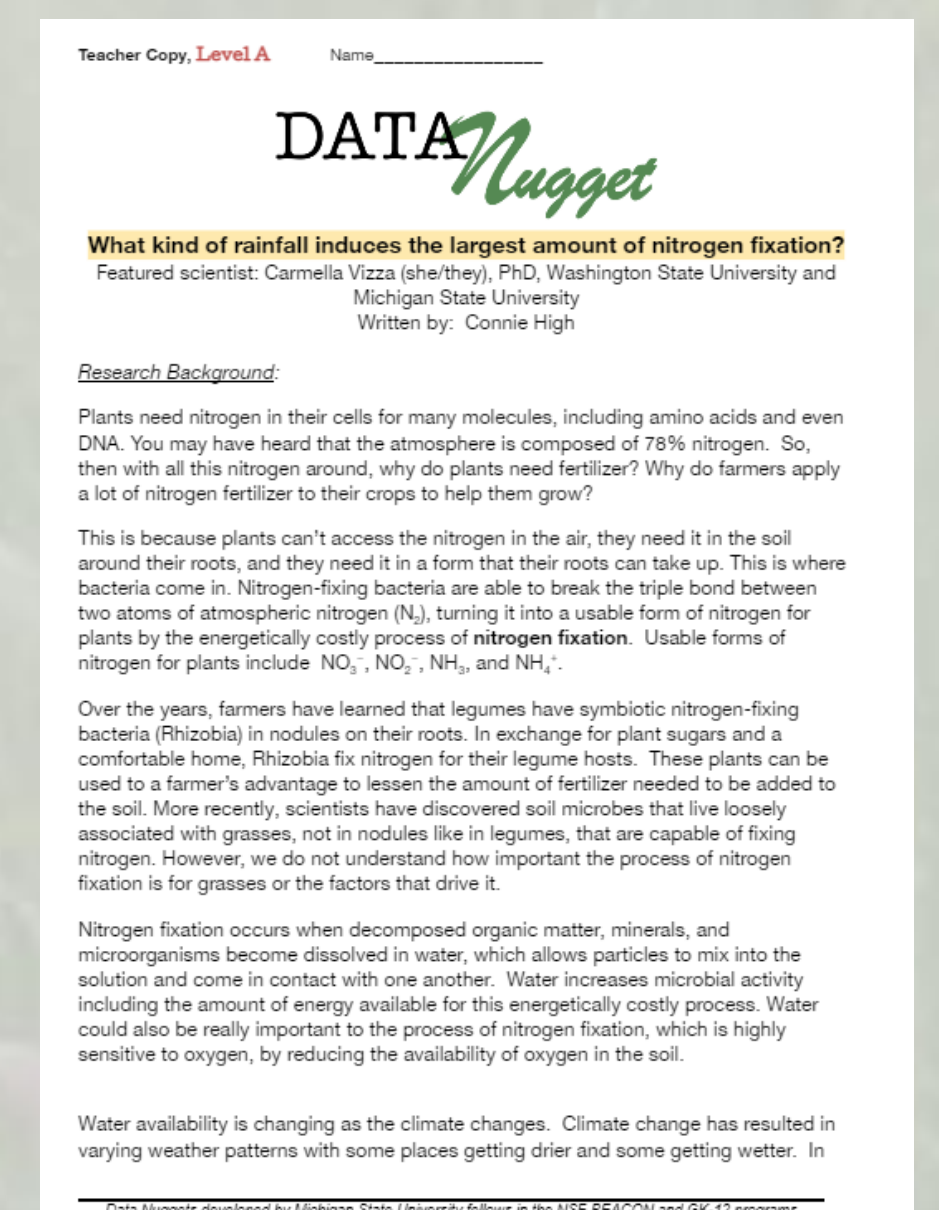 Teacher Copy, Level A Name_________________
DATA Nugget
What kind of rainfall induces the largest amount of nitrogen fixation?
Featured scientist: Carmella Vizza (she/they), PhD, Washington State University and
Michigan State University
Written by:  Connie High
Research Background:
Plants need nitrogen in their cells for many molecules, including amino acids and even
DNA. You may have heard that the atmosphere is composed of 78% nitrogen.  So,
then with all this nitrogen around, why do plants need fertilizer? Why do farmers apply
a lot of nitrogen fertilizer to their crops to help them grow?
This is because plants can't access the nitrogen in the air, they need it in the soil
around their roots, and they need it in a form that their roots can take up. This is where
bacteria come in. Nitrogen-fixing bacteria are able to break the triple bond between
two atoms of atmospheric nitrogen (N₂), turning it into a usable form of nitrogen for
plants by the energetically costly process of nitrogen fixation.  Usable forms of
nitrogen for plants include  NO₃⁻, NO₂⁻, NH₃, and NH₄⁺.
Over the years, farmers have learned that legumes have symbiotic nitrogen-fixing
bacteria (Rhizobia) in nodules on their roots. In exchange for plant sugars and a
comfortable home, Rhizobia fix nitrogen for their legume hosts.  These plants can be
used to a farmer's advantage to lessen the amount of fertilizer needed to be added to
the soil. More recently, scientists have discovered soil microbes that live loosely
associated with grasses, not in nodules like in legumes, that are capable of fixing
nitrogen. However, we do not understand how important the process of nitrogen
fixation is for grasses or the factors that drive it.
Nitrogen fixation occurs when decomposed organic matter, minerals, and
microorganisms become dissolved in water, which allows particles to mix into the
solution and come in contact with one another.  Water increases microbial activity
including the amount of energy available for this energetically costly process. Water
could also be really important to the process of nitrogen fixation, which is highly
sensitive to oxygen, by reducing the availability of oxygen in the soil.
Water availability is changing as the climate changes.  Climate change has resulted in
varying weather patterns with some places getting drier and some getting wetter.  In
Data Nuggets developed by Michigan State University fellows in the NSF BEACON and GK-12 programs